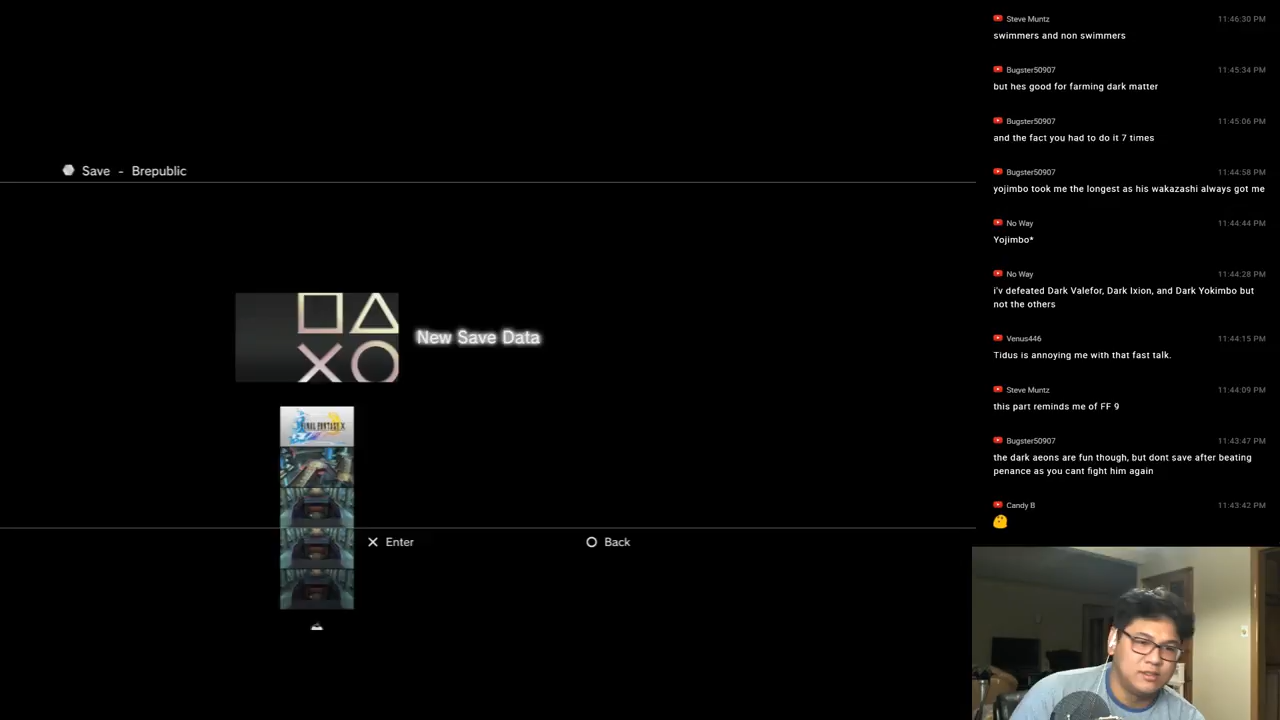 Save - Brepublic
New Save Data
FINAL FANTASY X
Enter
Back
Steve Muntz 11:46:30 PM
swimmers and non swimmers
Bugster50907 11:45:34 PM
but hes good for farming dark matter
Bugster50907 11:45:06 PM
and the fact you had to do it 7 times
Bugster50907 11:44:58 PM
yojimbo took me the longest as his wakazashi always got me
No Way 11:44:44 PM
Yojimbo*
No Way 11:44:28 PM
i'v defeated Dark Valefor, Dark Ixion, and Dark Yokimbo but
not the others
Venus446 11:44:15 PM
Tidus is annoying me with that fast talk.
Steve Muntz 11:44:09 PM
this part reminds me of FF 9
Bugster50907 11:43:47 PM
the dark aeons are fun though, but dont save after beating
penance as you cant fight him again
Candy B 11:43:42 PM